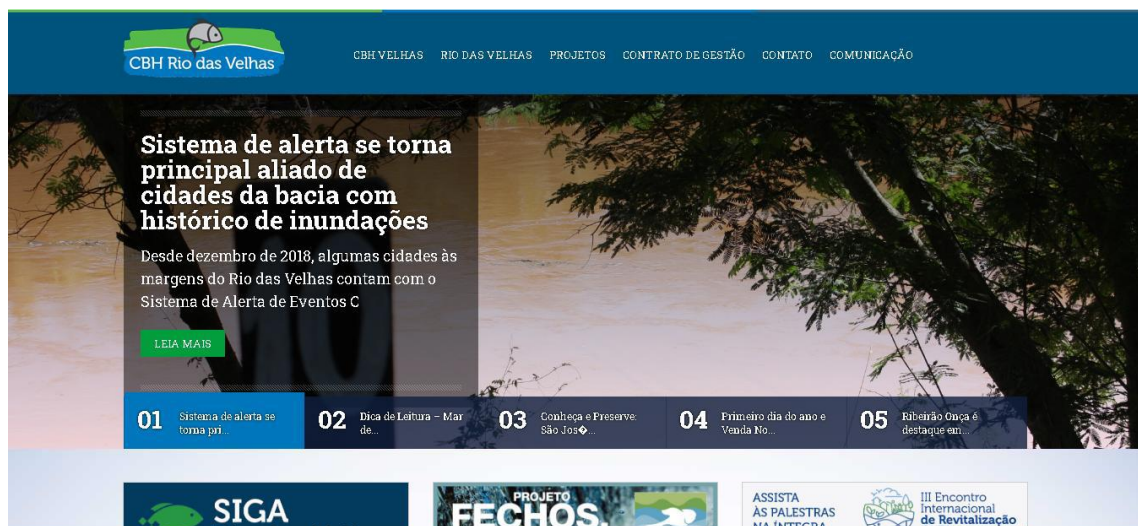 CBH Rio das Velhas
CBH VELHAS RIO DAS VELHAS PROJETOS CONTRATO DE GESTÃO CONTATO COMUNICAÇÃO
Sistema de alerta se torna
principal aliado de
cidades da bacia com
histórico de inundações
Desde dezembro de 2018, algumas cidades às
margens do Rio das Velhas contam com o
Sistema de Alerta de Eventos C
LEIA MAIS
01 Sistema de alerta se
torna pri...
02 Dica de Leitura – Mar
de...
03 Conheça e Preserve:
São Jos�...
04 Primeiro dia do ano e
Venda No...
05 Ribeirão Onça é
destaque em...
SIGA
PROJETO
FECHOS,
ASSISTA
ÀS PALESTRAS
NA ÍNTEGRA
III Encontro
Internacional
de Revitalização